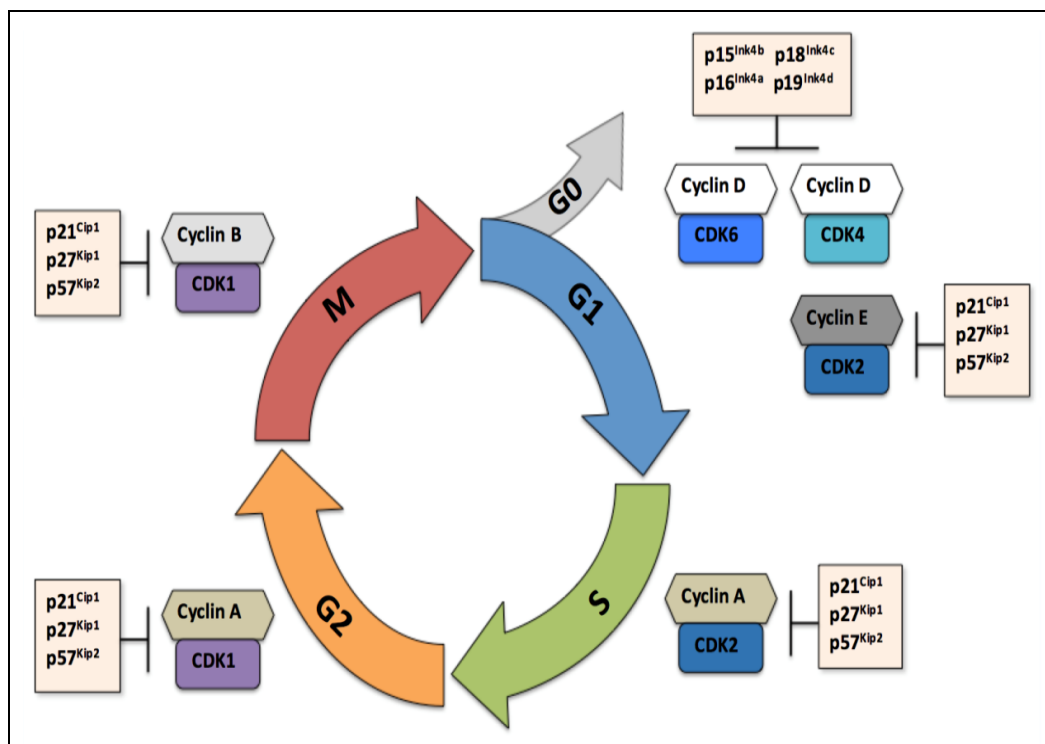 p15Ink4b p18Ink4c
p16Ink4a p19Ink4d
Cyclin D
Cyclin D
CDK6
CDK4
G0
G1
Cyclin E
CDK2
p21Cip1
p27Kip1
p57Kip2
S
Cyclin A
CDK2
p21Cip1
p27Kip1
p57Kip2
G2
p21Cip1
p27Kip1
p57Kip2
Cyclin A
CDK1
M
p21Cip1
p27Kip1
p57Kip2
Cyclin B
CDK1